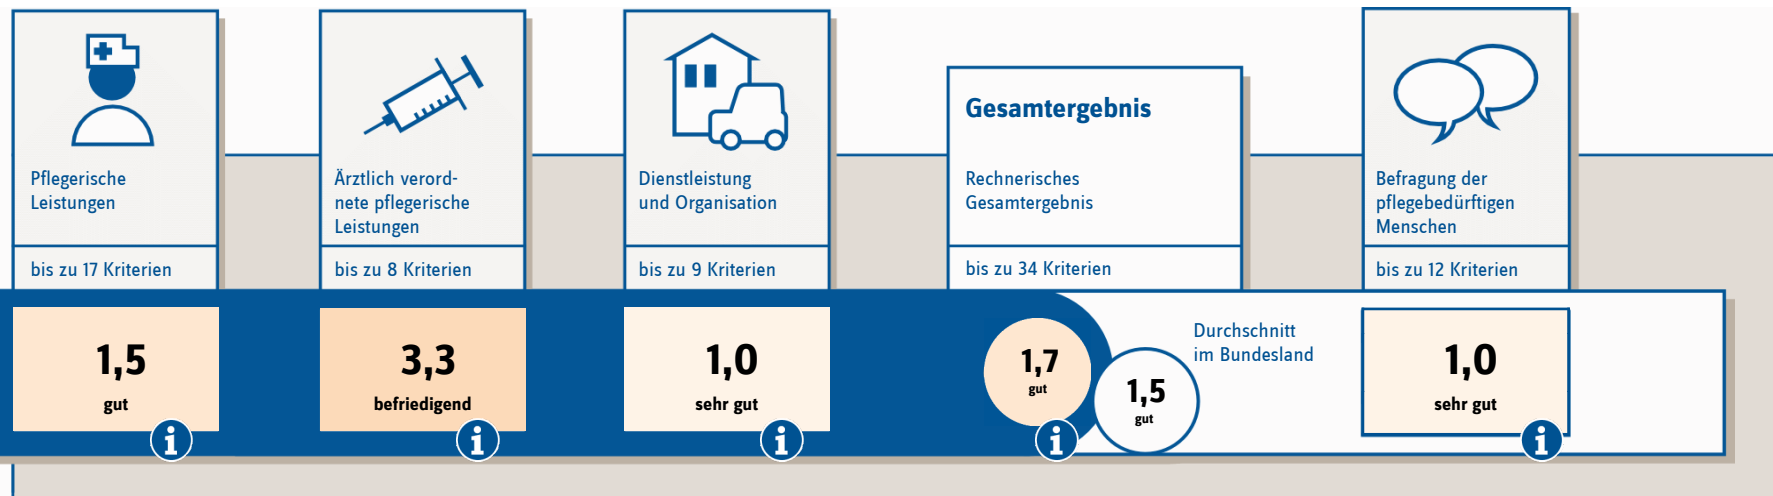 Pflegerische
Leistungen
bis zu 17 Kriterien
1,5
gut
i
Ärztlich verord-
nete pflegerische
Leistungen
bis zu 8 Kriterien
3,3
befriedigend
i
Dienstleistung
und Organisation
bis zu 9 Kriterien
1,0
sehr gut
i
Gesamtergebnis
Rechnerisches
Gesamtergebnis
bis zu 34 Kriterien
1,7
gut
i
Durchschnitt
im Bundesland
1,5
gut
Befragung der
pflegebedürftigen
Menschen
bis zu 12 Kriterien
1,0
sehr gut
i